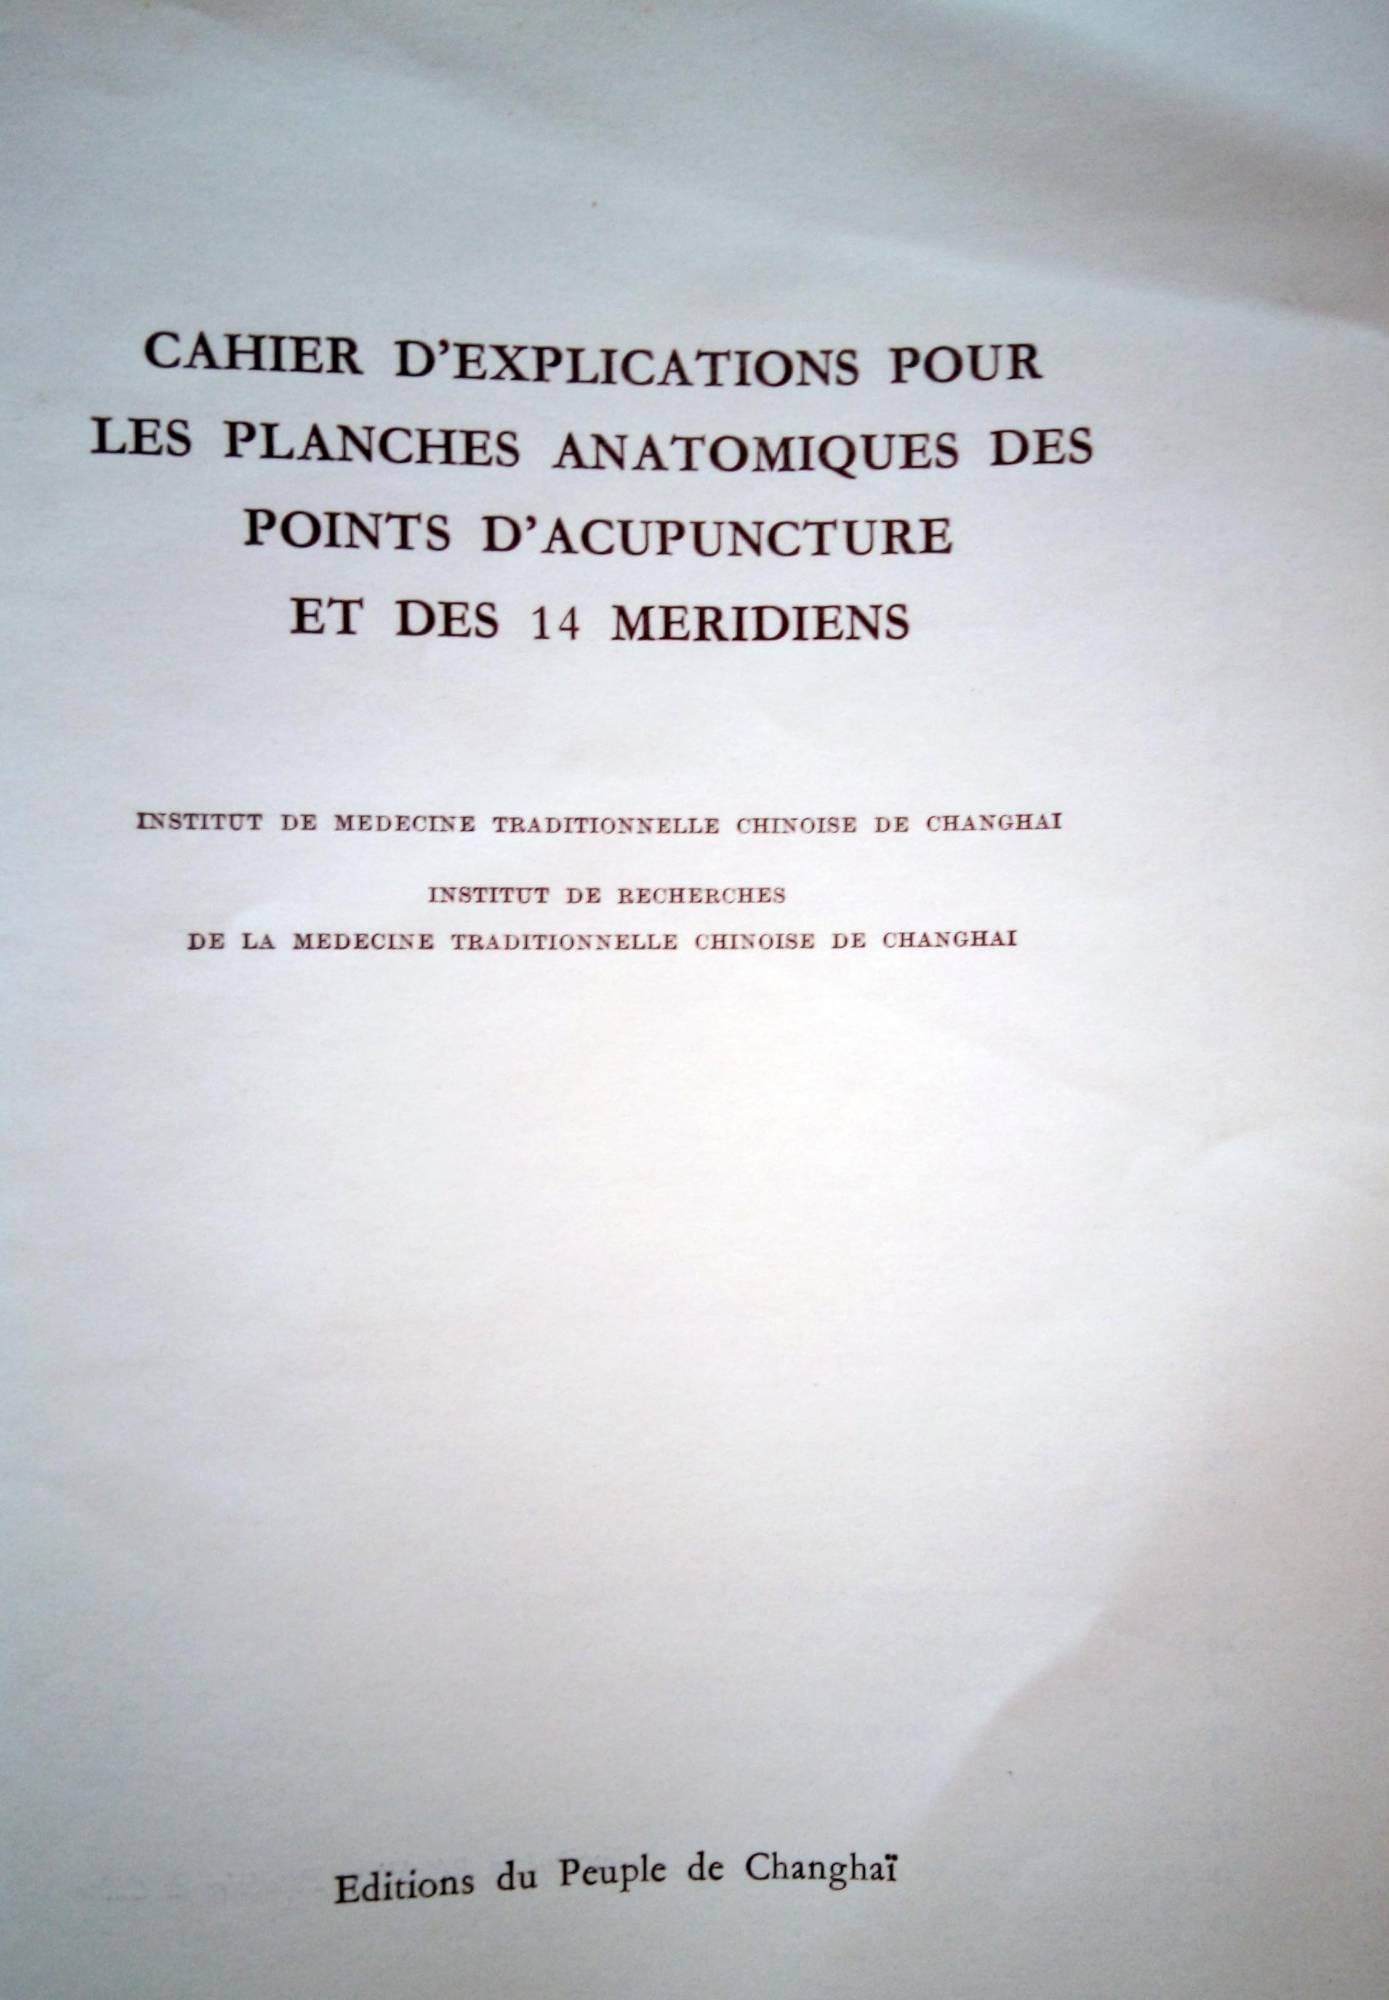 CAHIER D'EXPLICATIONS POUR
LES PLANCHES ANATOMIQUES DES
POINTS D'ACUPUNCTURE
ET DES 14 MERIDIENS
INSTITUT DE MEDECINE TRADITIONNELLE CHINOISE DE CHANGHAI
INSTITUT DE RECHERCHES
DE LA MEDECINE TRADITIONNELLE CHINOISE DE CHANGHAI
Editions du Peuple de Changhaï